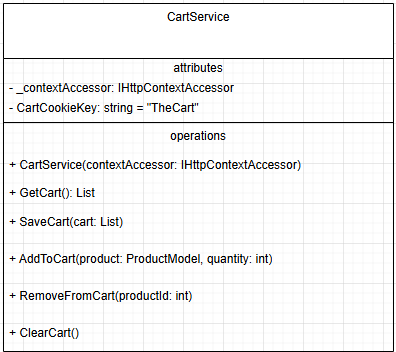 CartService
attributes
- _contextAccessor: IHttpContextAccessor
- CartCookieKey: string = "TheCart"
operations
+ CartService(contextAccessor: IHttpContextAccessor)
+ GetCart(): List
+ SaveCart(cart: List)
+ AddToCart(product: ProductModel, quantity: int)
+ RemoveFromCart(productId: int)
+ ClearCart()